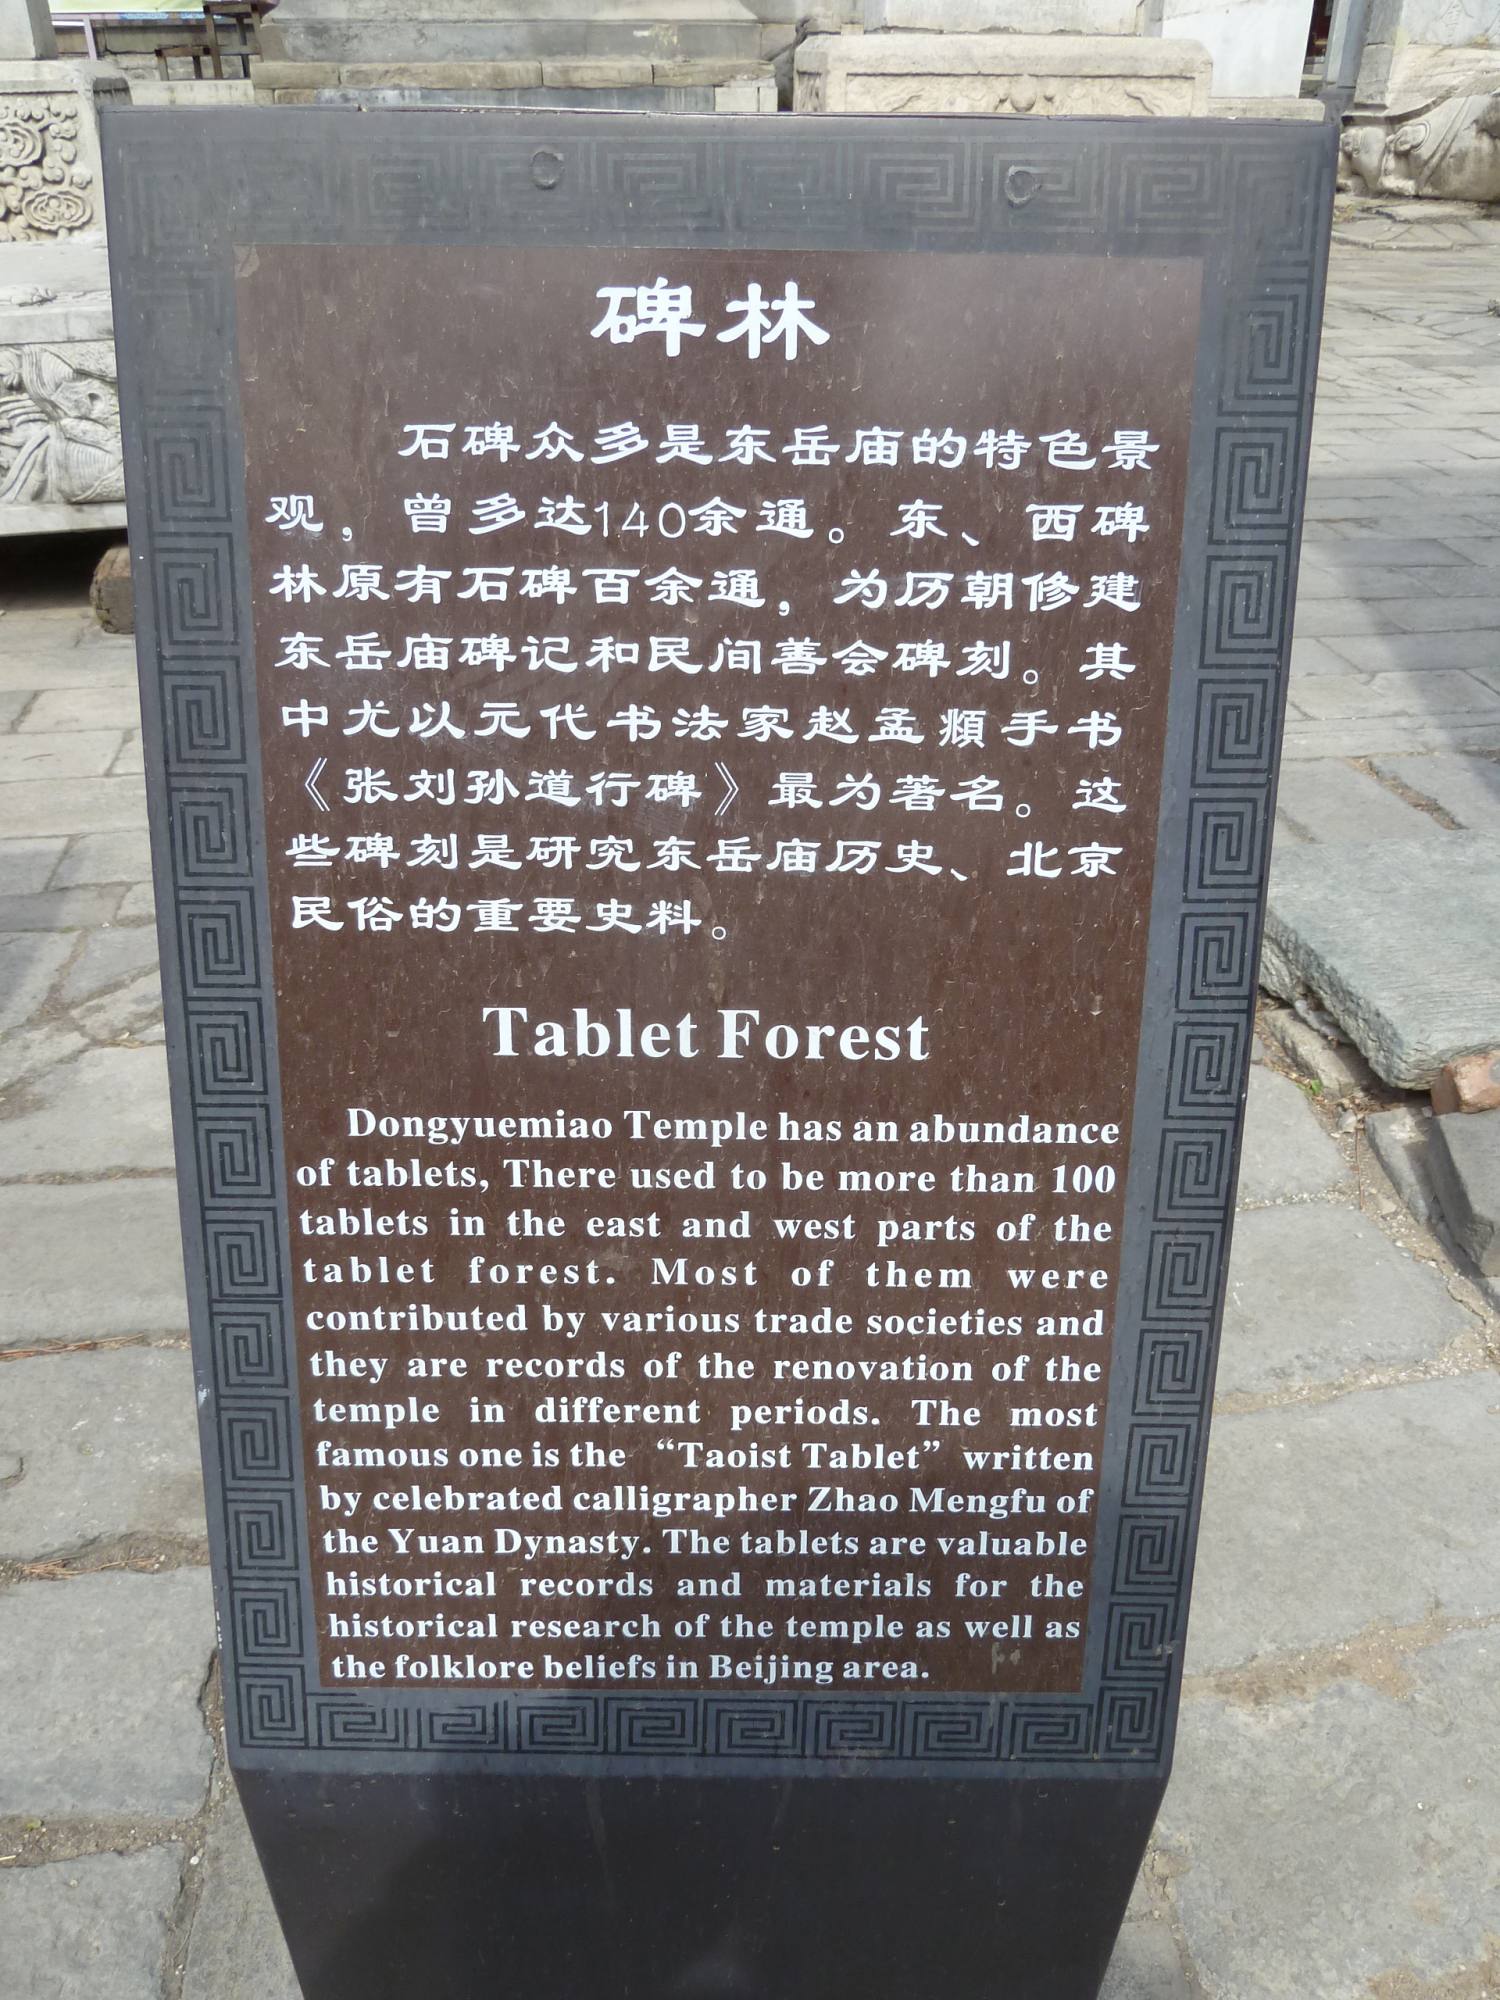 碑林
石碑众多是东岳庙的特色景
观，曾多达140余通。东、西碑
林原有石碑百余通，为历朝修建
东岳庙碑记和民间善会碑刻。其
中尤以元代书法家赵孟頫手书
《张刘孙道行碑》最为著名。这
些碑刻是研究东岳庙历史、北京
民俗的重要史料。
Tablet Forest
Dongyuemiao Temple has an abundance
of tablets, There used to be more than 100
tablets in the east and west parts of the
tablet forest. Most of them were
contributed by various trade societies and
they are records of the renovation of the
temple in different periods. The most
famous one is the “Taoist Tablet” written
by celebrated calligrapher Zhao Mengfu of
the Yuan Dynasty. The tablets are valuable
historical records and materials for the
historical research of the temple as well as
the folklore beliefs in Beijing area.